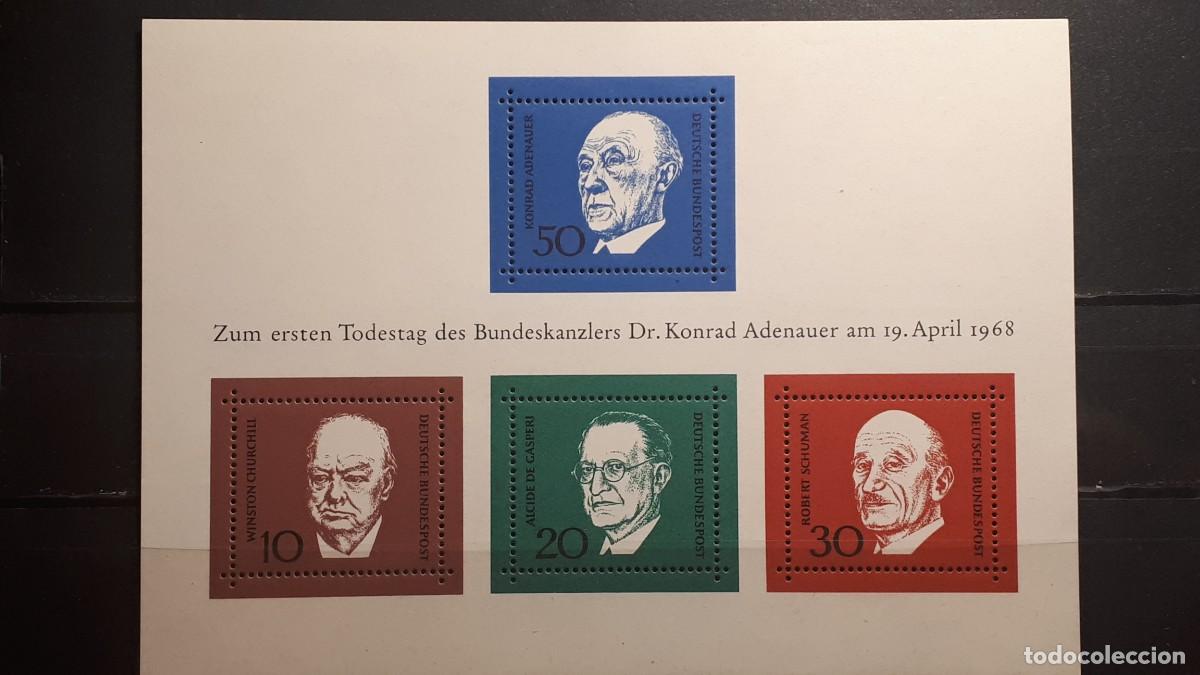 KONRAD ADENAUER
DEUTSCHE BUNDESPOST
50
Zum ersten Todestag des Bundeskanzlers Dr. Konrad Adenauer am 19. April 1968
WINSTON CHURCHILL
DEUTSCHE BUNDESPOST
10
ALCIDE DE GASPERI
DEUTSCHE BUNDESPOST
20
ROBERT SCHUMAN
DEUTSCHE BUNDESPOST
30
todocoleccion